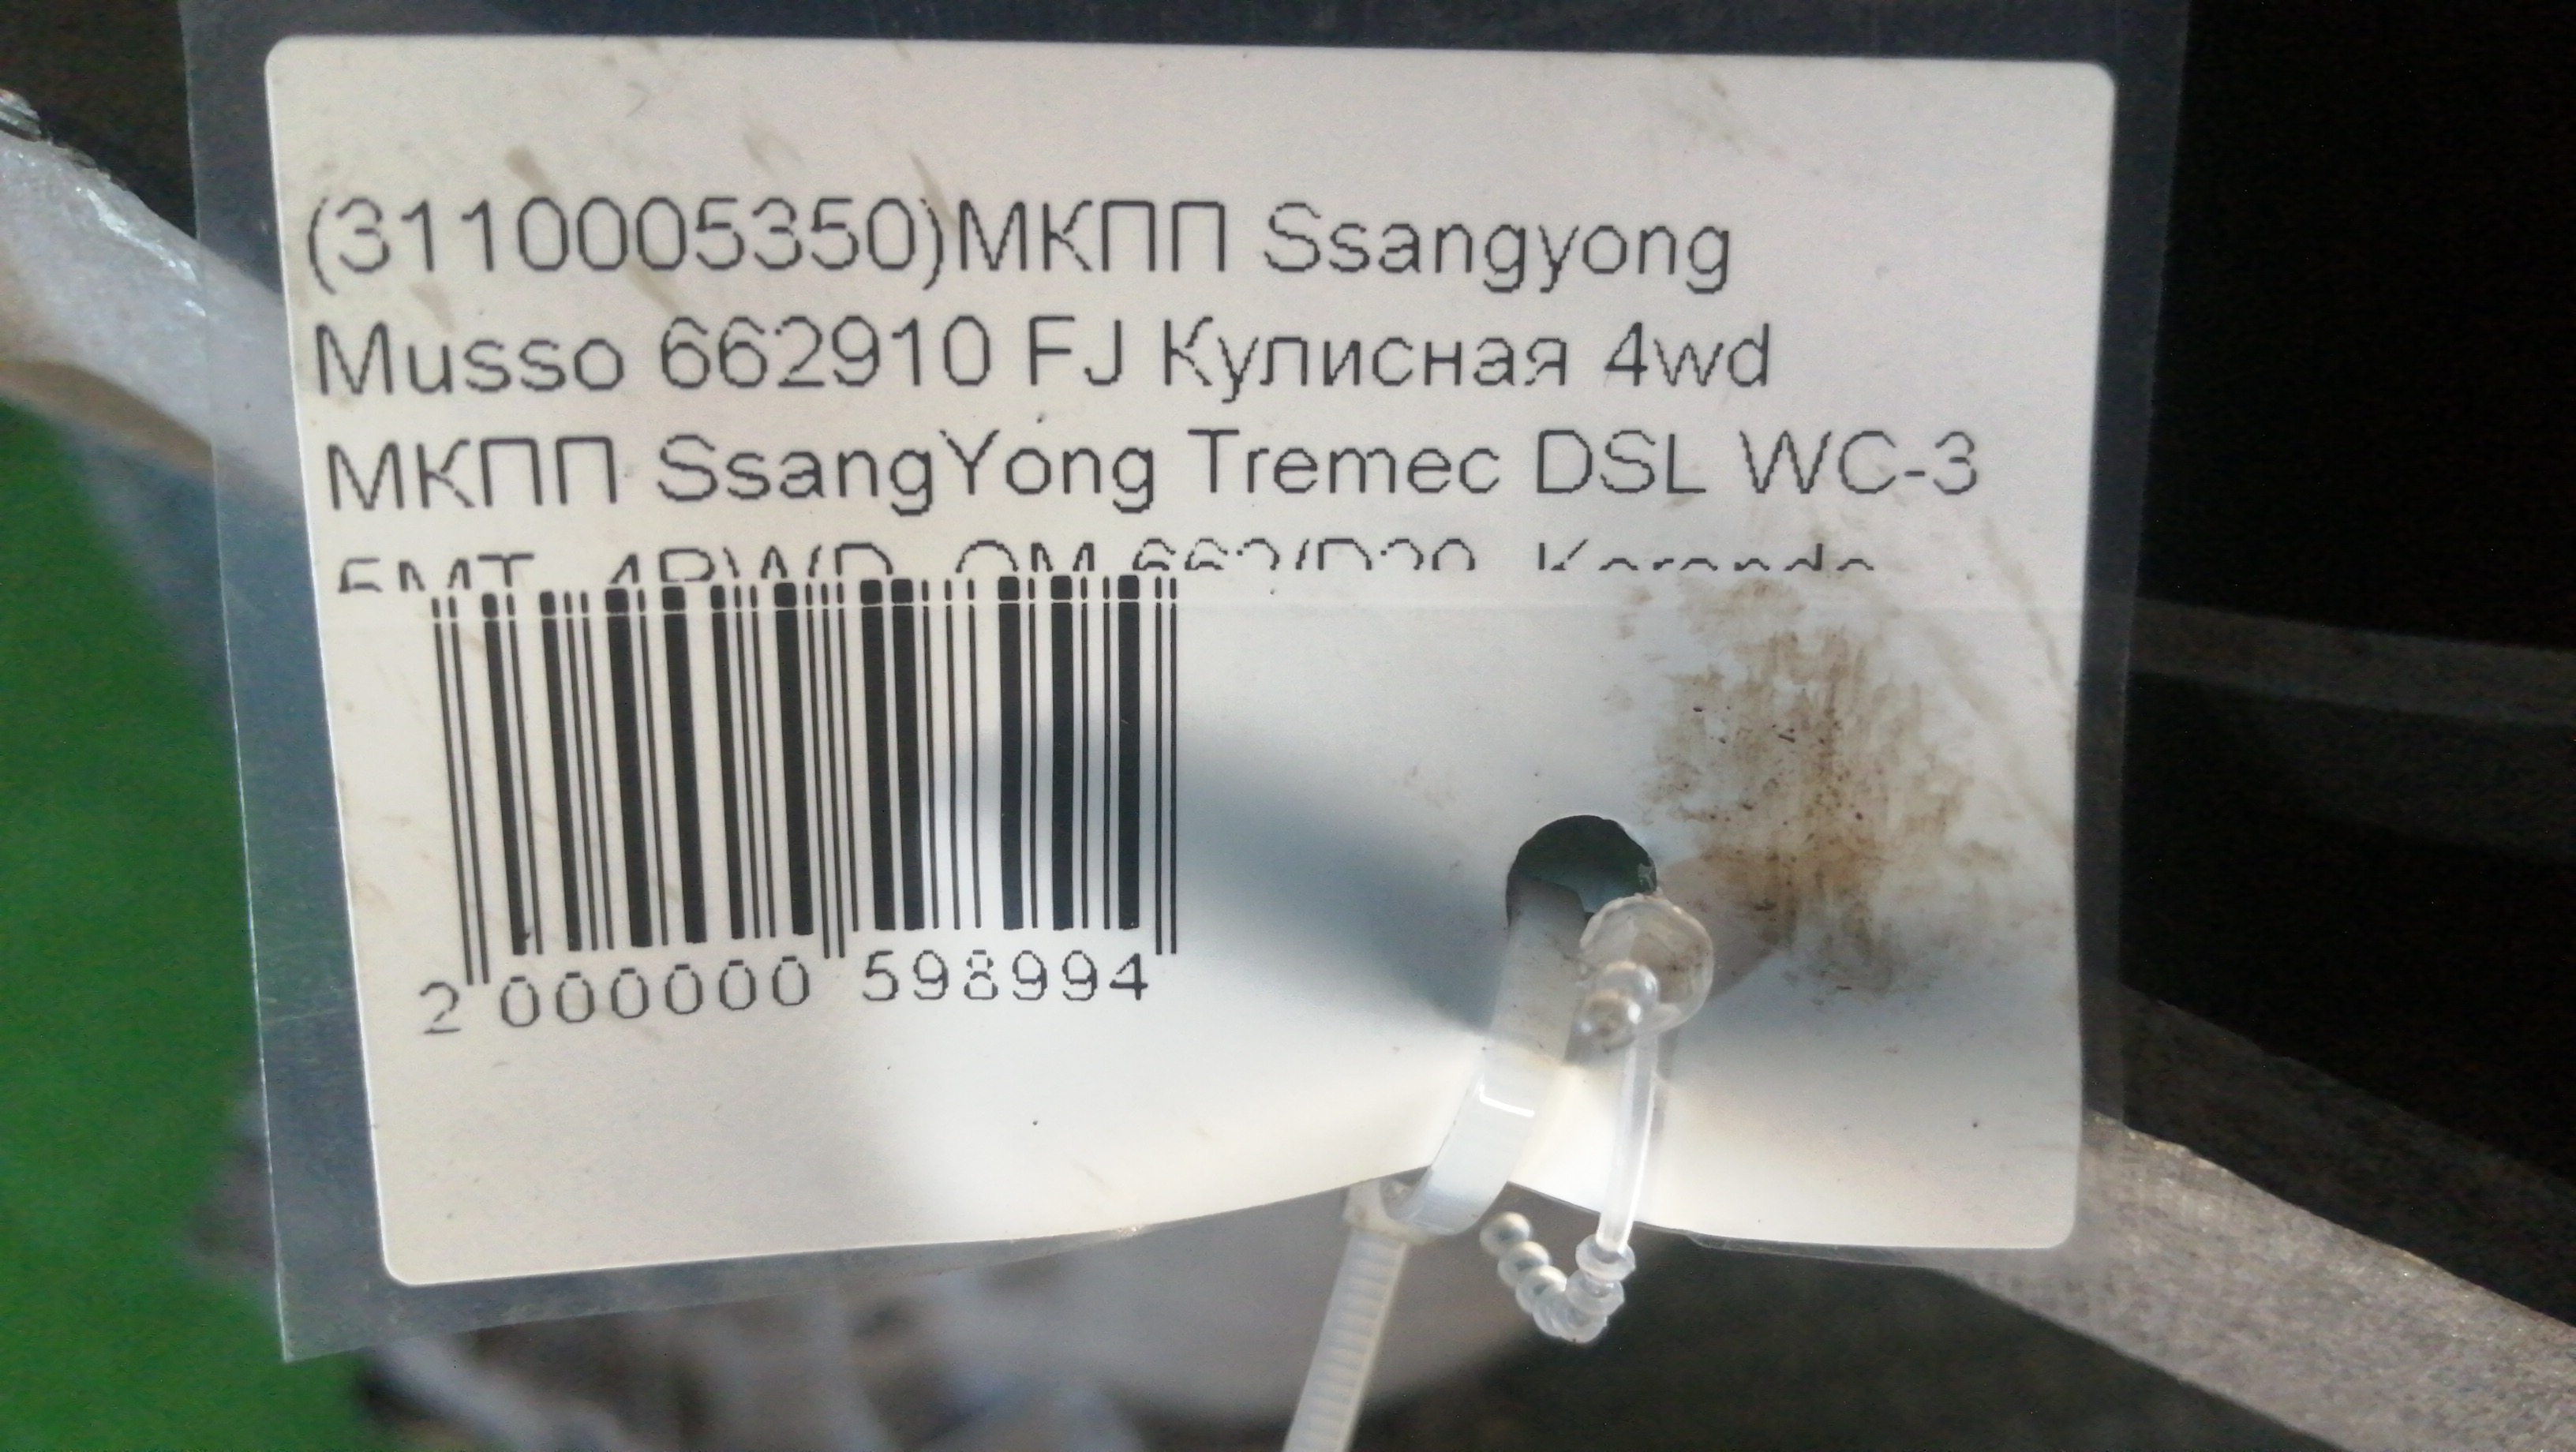 (3110005350)МКПП Ssangyong
Musso 662910 FJ Кулисная 4wd
МКПП SsangYong Tremec DSL WC-3
2 000000 598994